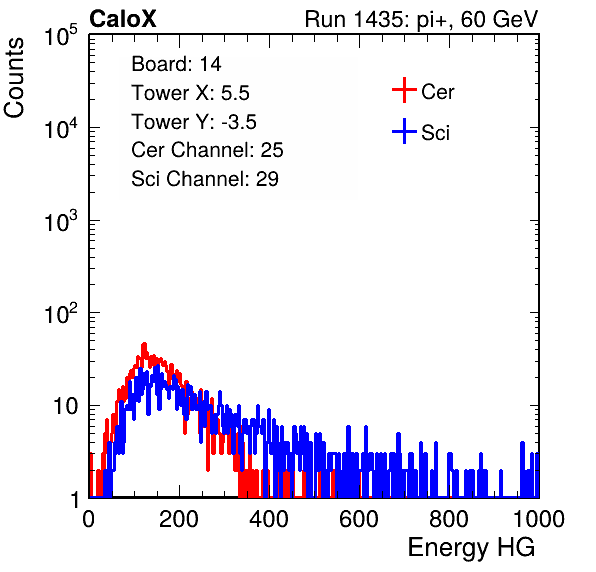 CaloX Run 1435: pi+, 60 GeV
Counts
Board: 14
Tower X: 5.5
Tower Y: -3.5
Cer Channel: 25
Sci Channel: 29
Cer
Sci
10^5
10^4
10^3
10^2
10
1
0 200 400 600 800 1000
Energy HG